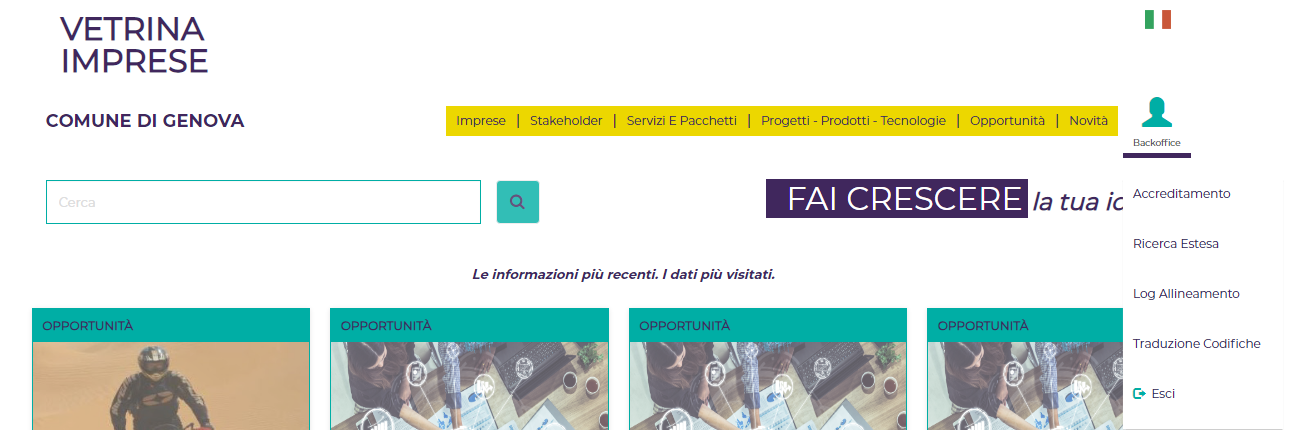 VETRINA
IMPRESE
COMUNE DI GENOVA
Imprese | Stakeholder | Servizi E Pacchetti | Progetti - Prodotti - Tecnologie | Opportunità | Novità
Backoffice
Cerca
FAI CRESCERE la tua
Accreditamento
Ricerca Estesa
Log Allineamento
Traduzione Codifiche
Esci
Le informazioni più recenti. I dati più visitati.
OPPORTUNITÀ
OPPORTUNITÀ
OPPORTUNITÀ
OPPORTUNITÀ